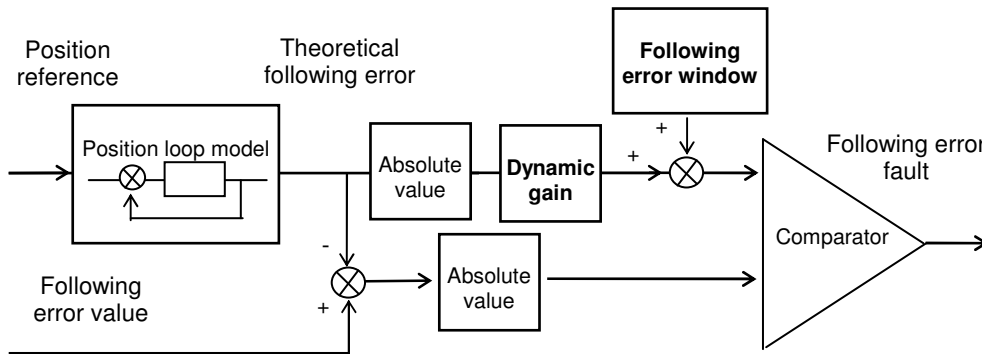 Position
reference
Theoretical
following error
Following
error window
Position loop model
Absolute
value
Dynamic
gain
+
+
Following error
fault
Comparator
-
+
Following
error value
Absolute
value